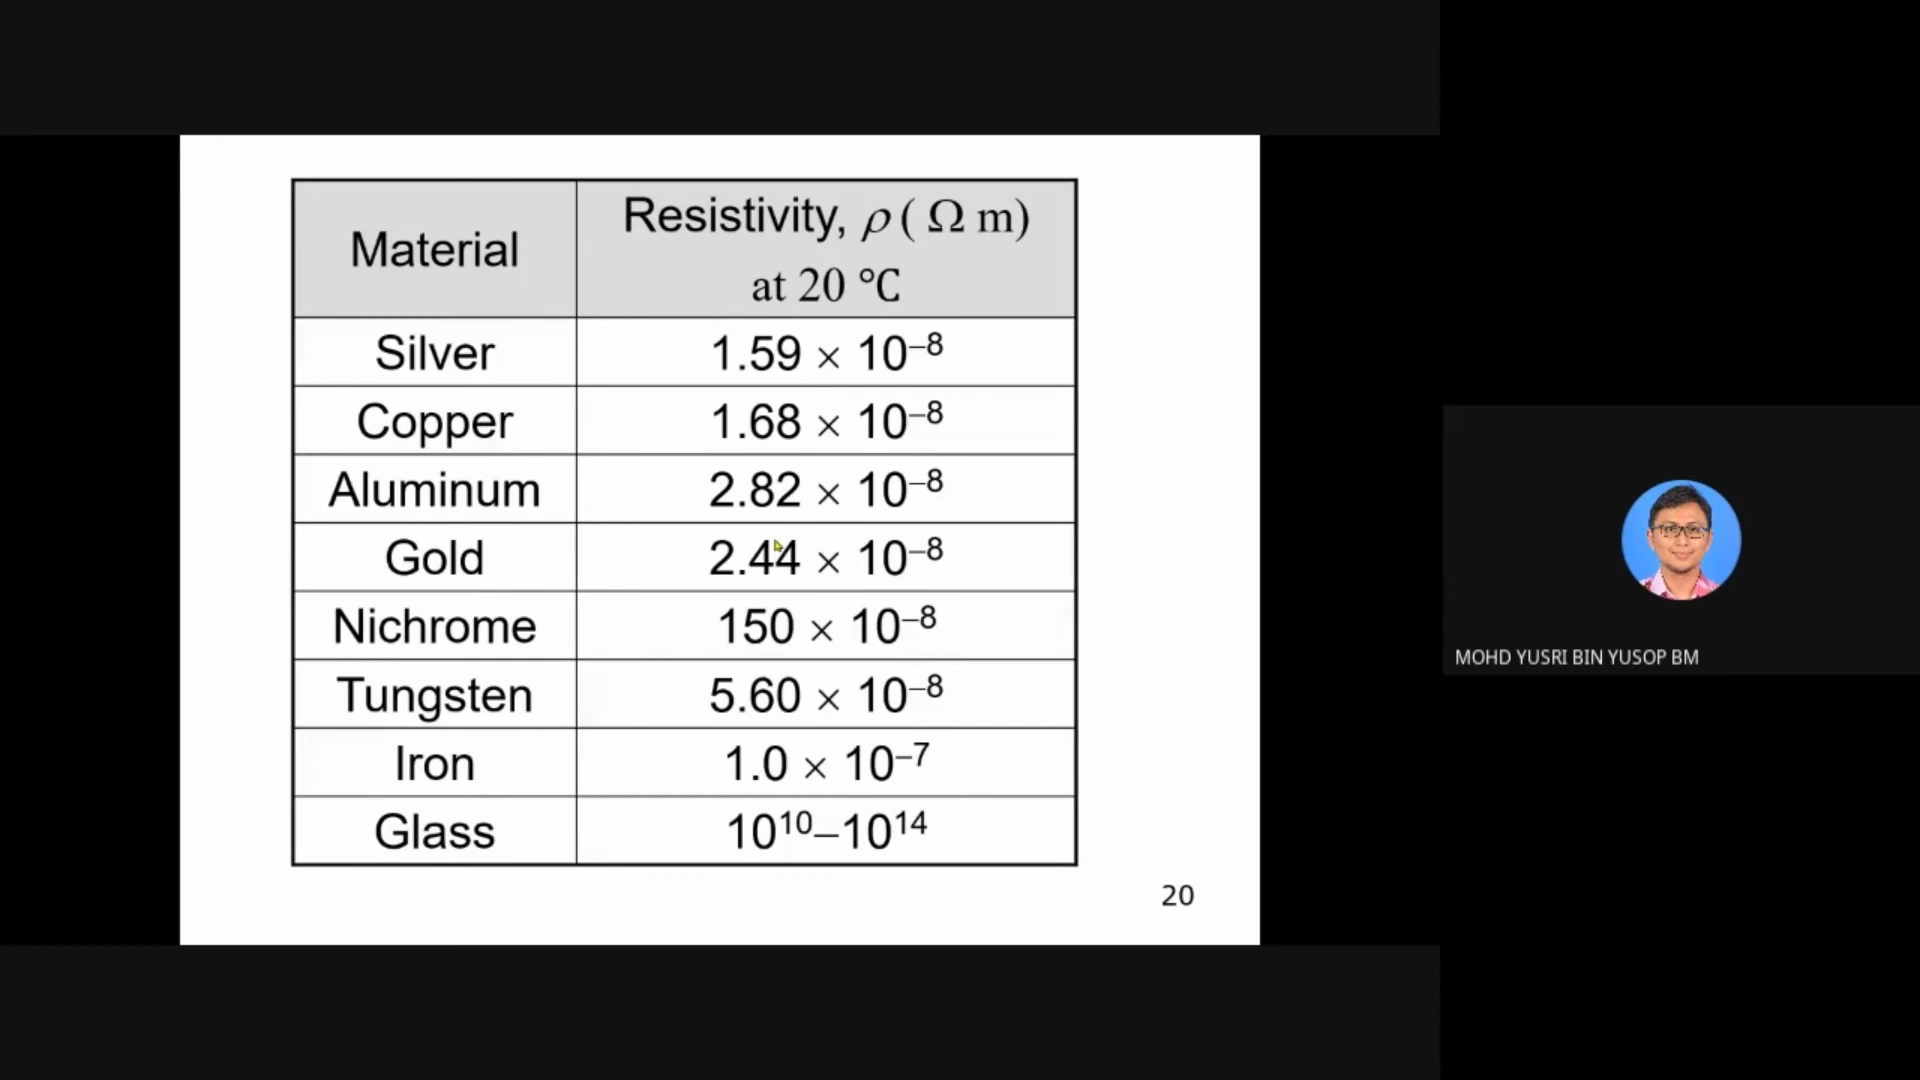 Material
Resistivity, ρ ( Ω m)
at 20 °C
Silver
1.59 × 10⁻⁸
Copper
1.68 × 10⁻⁸
Aluminum
2.82 × 10⁻⁸
Gold
2.44 × 10⁻⁸
Nichrome
150 × 10⁻⁸
Tungsten
5.60 × 10⁻⁸
Iron
1.0 × 10⁻⁷
Glass
10¹⁰–10¹⁴
20
MOHD YUSRI BIN YUSOP BM